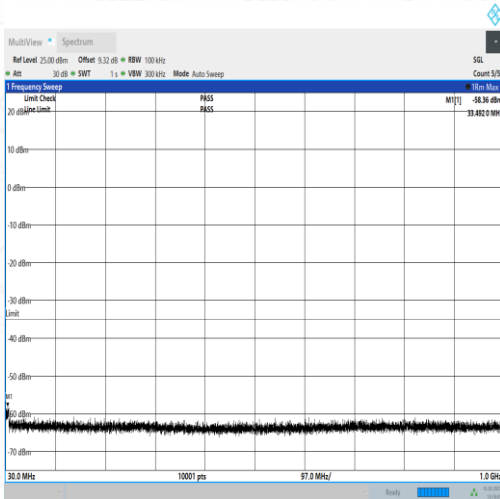 MultiView Spectrum
Ref Level 25.00 dBm Offset 9.32 dB RBW 100 kHz SGL
Att 30 dB SWT 1 s VBW 300 kHz Mode Auto Sweep Count 5/5
1 Frequency Sweep 1Rm Max
Limit Check PASS M1[1] -58.36 dBm
20 dBm Line Limit PASS 33.4920 MH
10 dBm
0 dBm
-10 dBm
-20 dBm
-30 dBm
Limit
-40 dBm
-50 dBm
M1
-60 dBm
-70 dBm
30.0 MHz 10001 pts 97.0 MHz/ 1.0 GHz
Ready